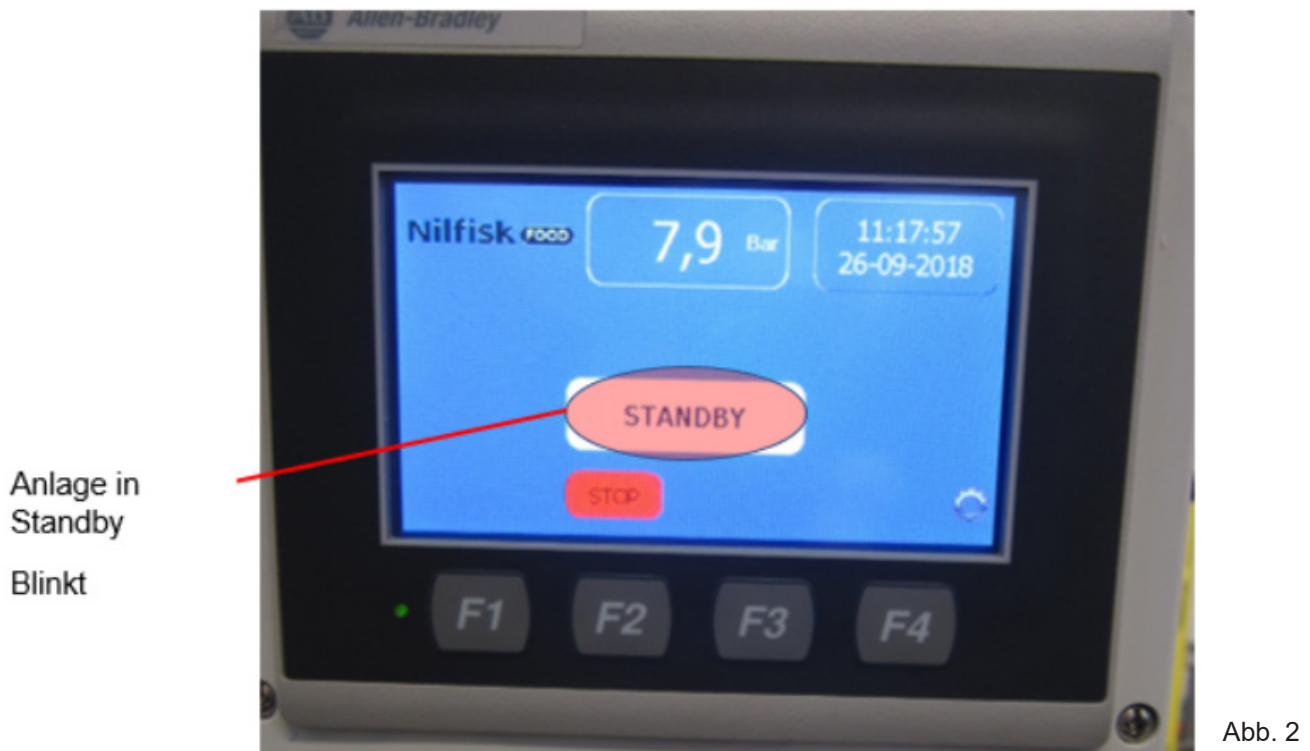 Allen-Bradley
Nilfisk FOOD
7,9 Bar
11:17:57
26-09-2018
STANDBY
STOP
Anlage in
Standby
Blinkt
F1 F2 F3 F4
Abb. 2